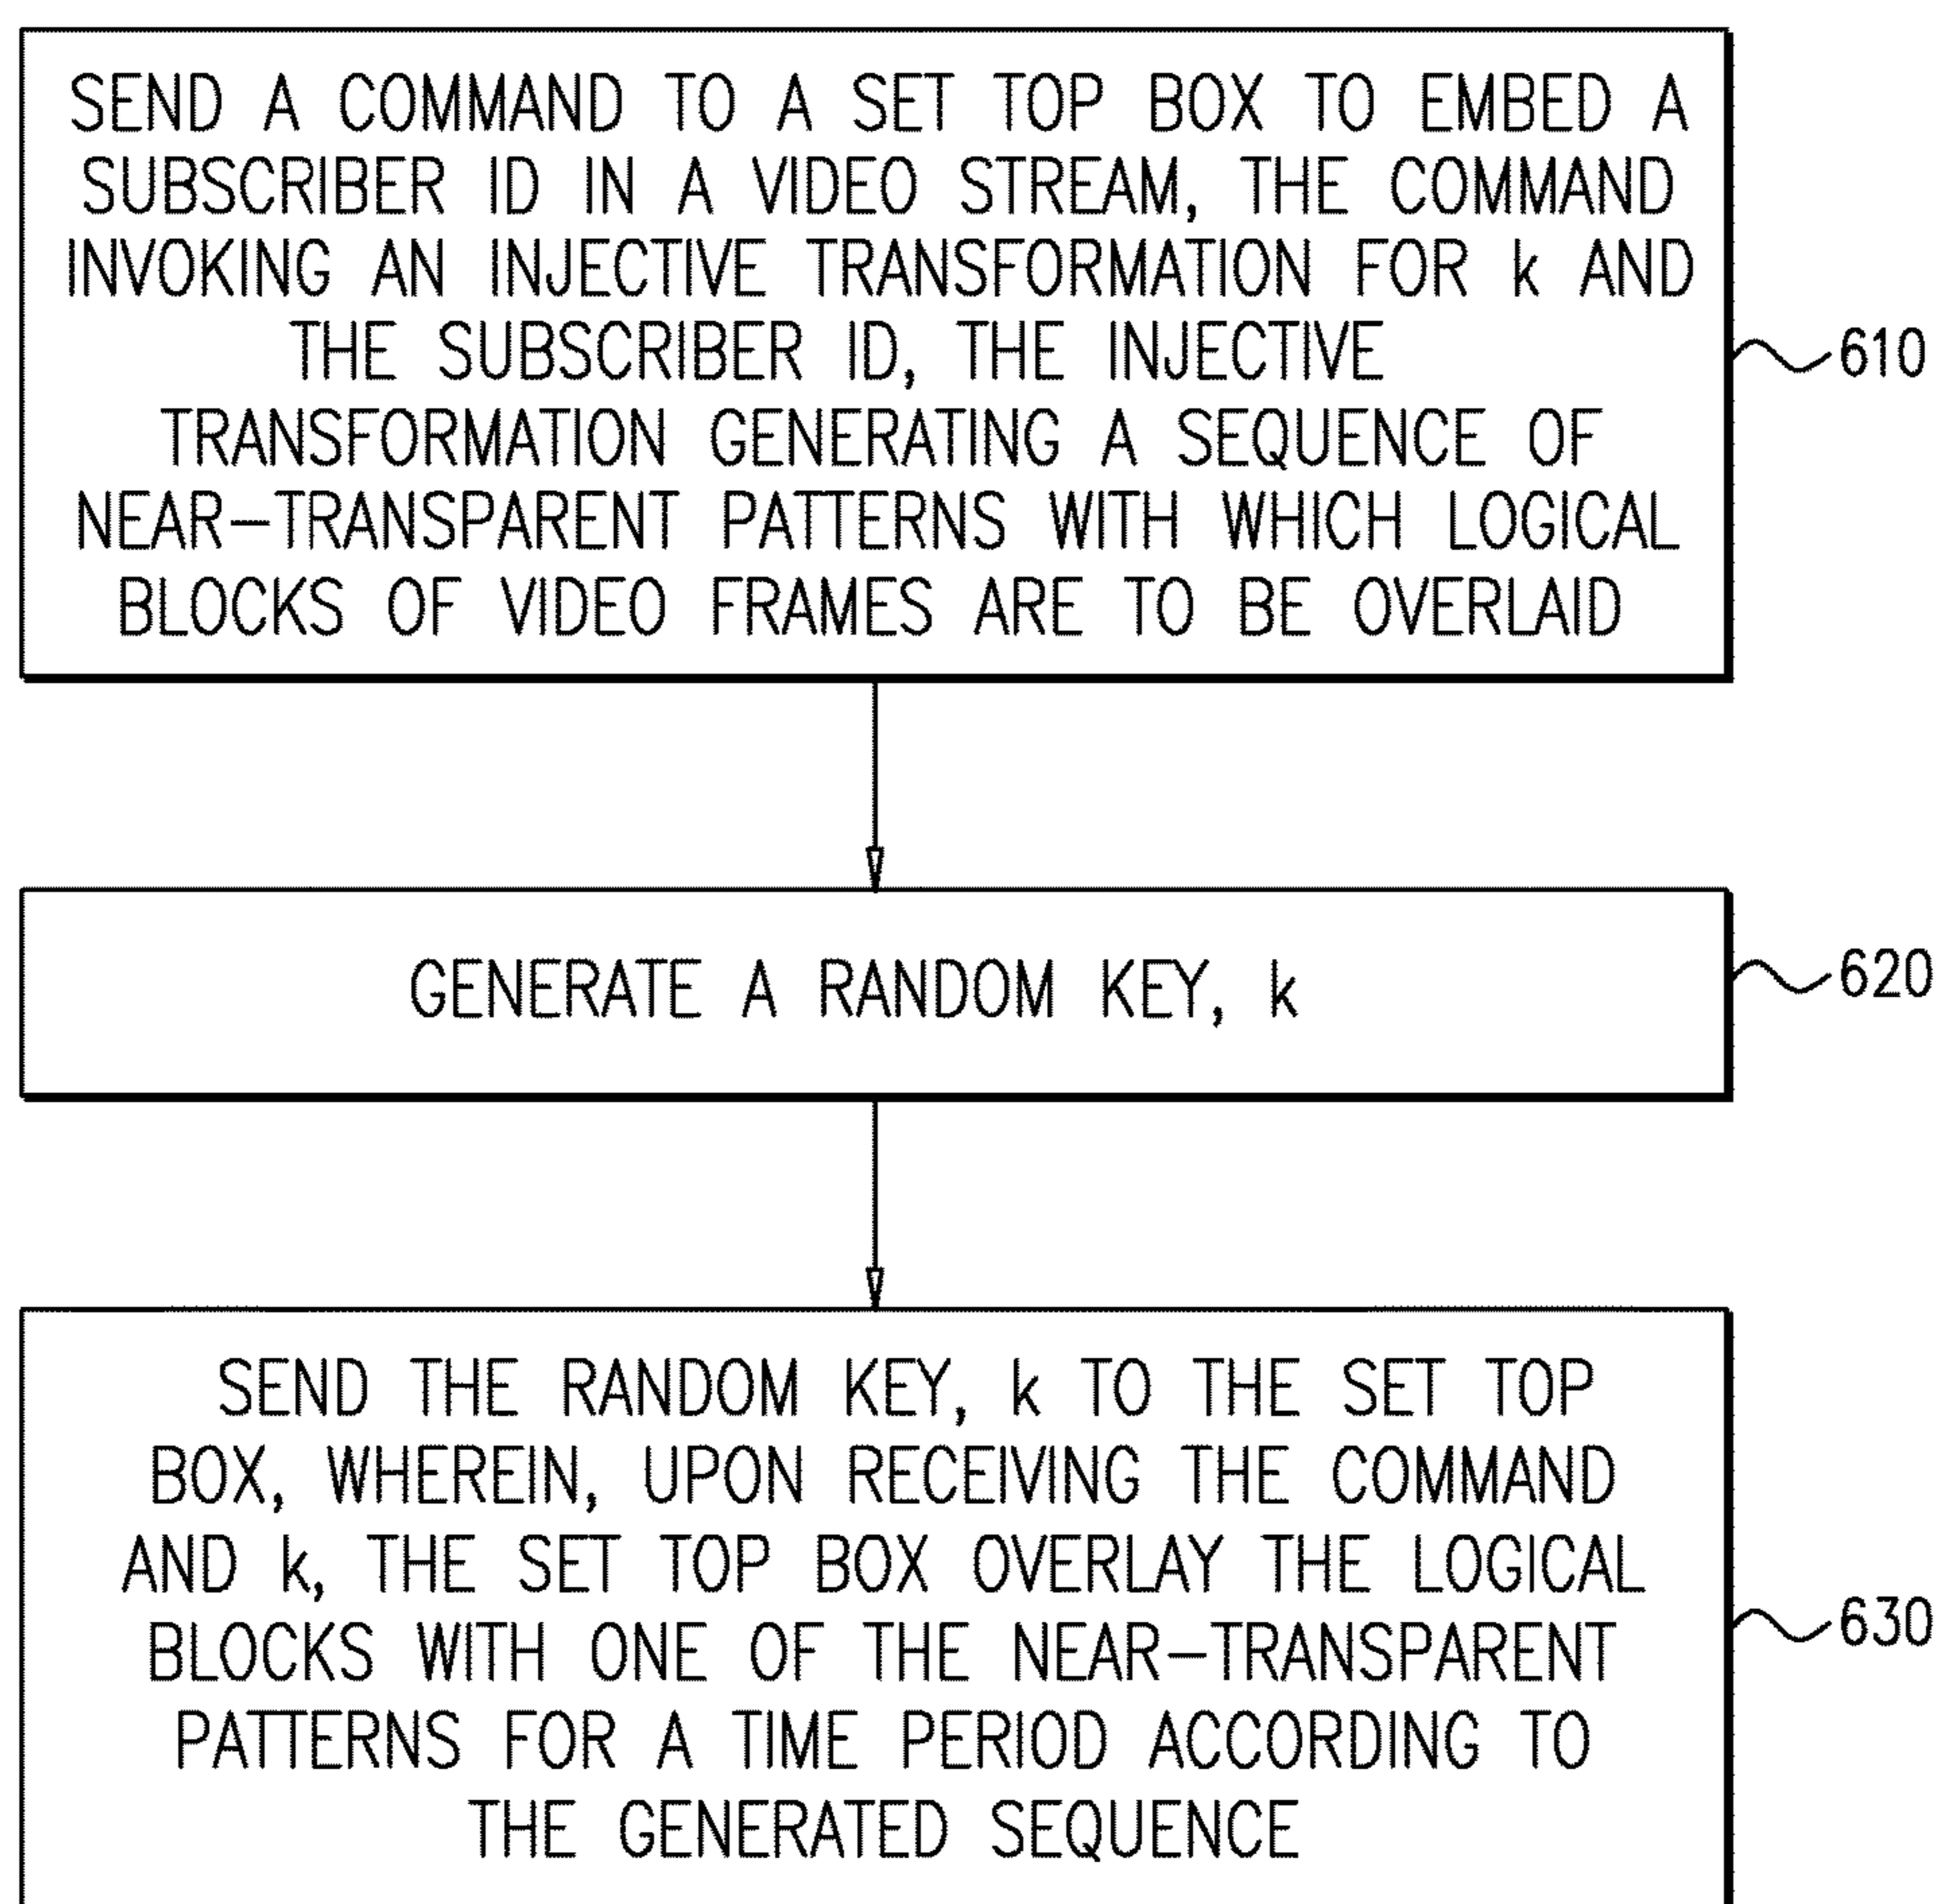 SEND A COMMAND TO A SET TOP BOX TO EMBED A
SUBSCRIBER ID IN A VIDEO STREAM, THE COMMAND
INVOKING AN INJECTIVE TRANSFORMATION FOR k AND
THE SUBSCRIBER ID, THE INJECTIVE
TRANSFORMATION GENERATING A SEQUENCE OF
NEAR-TRANSPARENT PATTERNS WITH WHICH LOGICAL
BLOCKS OF VIDEO FRAMES ARE TO BE OVERLAID
610
GENERATE A RANDOM KEY, k
620
SEND THE RANDOM KEY, k TO THE SET TOP
BOX, WHEREIN, UPON RECEIVING THE COMMAND
AND k, THE SET TOP BOX OVERLAY THE LOGICAL
BLOCKS WITH ONE OF THE NEAR-TRANSPARENT
PATTERNS FOR A TIME PERIOD ACCORDING TO
THE GENERATED SEQUENCE
630